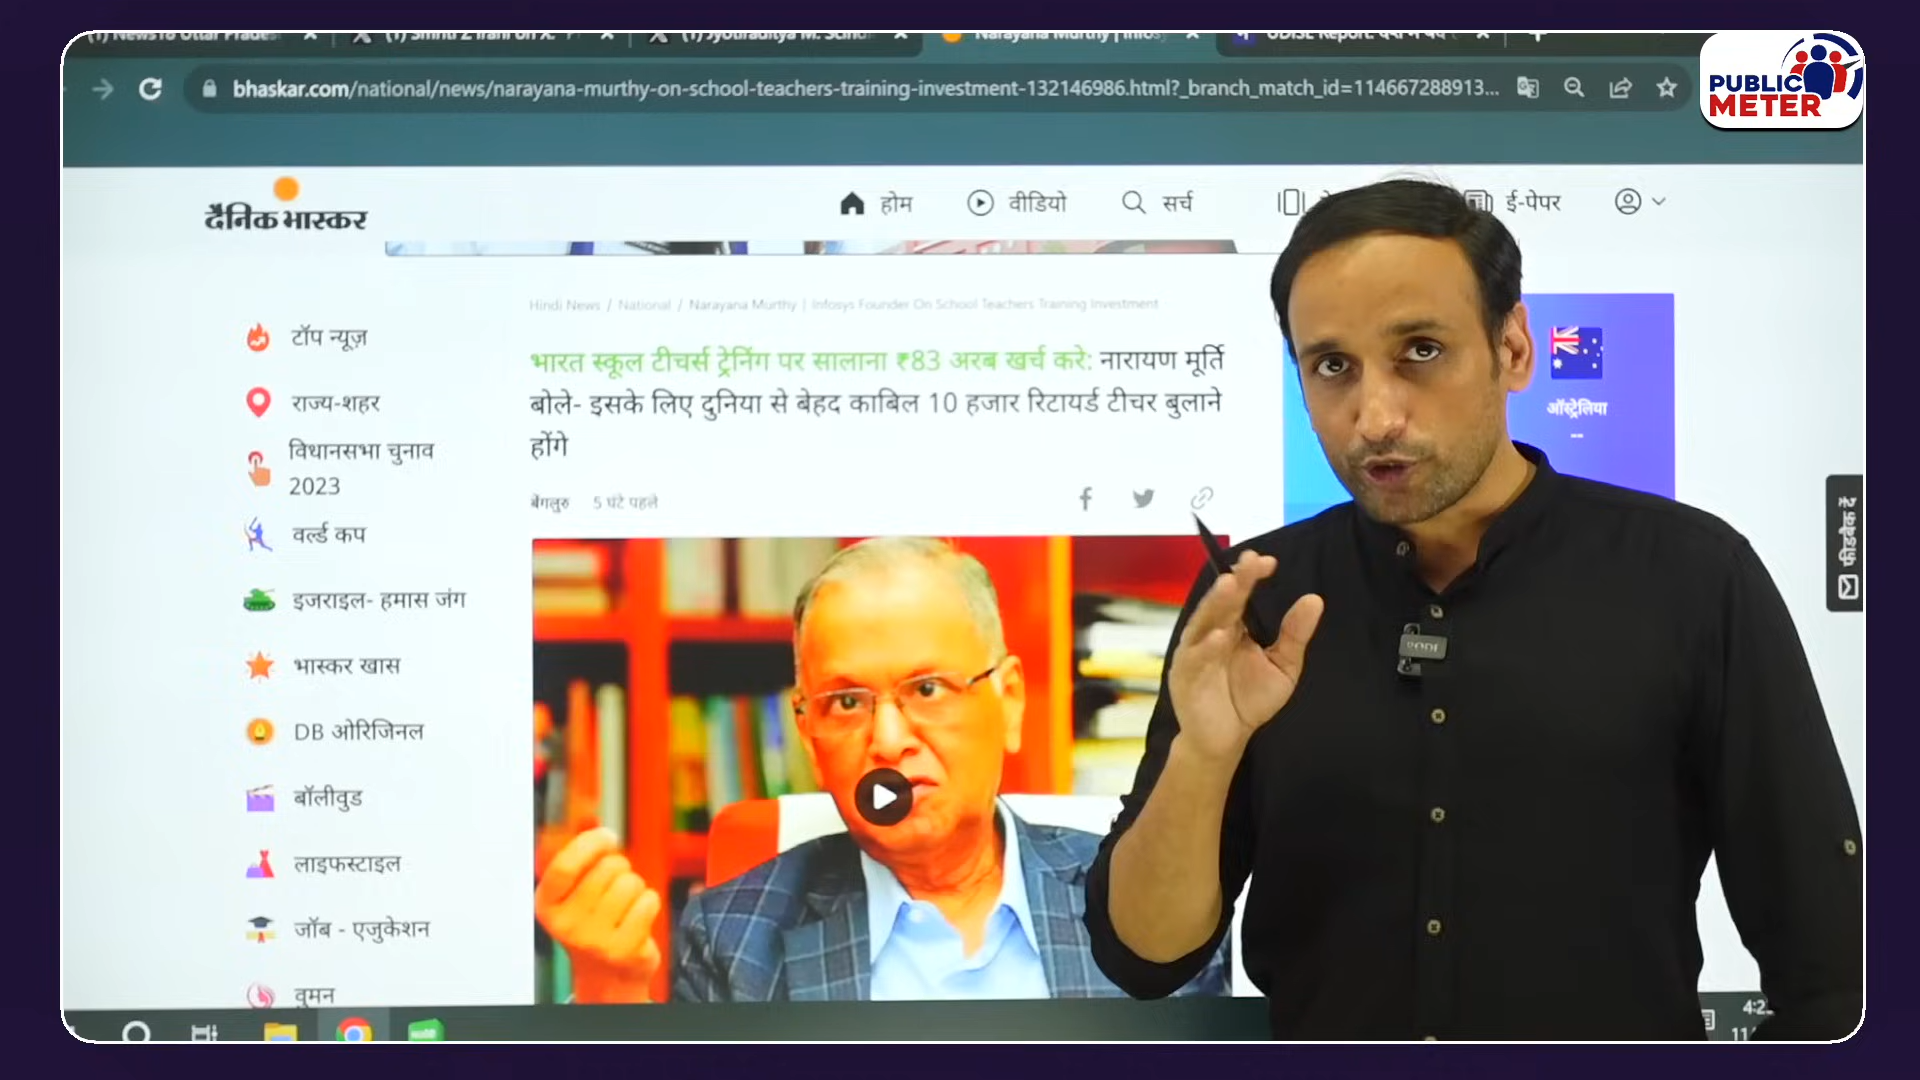 bhaskar.com/national/news/narayana-murthy-on-school-teachers-training-investment-132146986.html?_branch_match_id=114667288913...
PUBLIC
METER
दैनिक भास्कर
होम
वीडियो
सर्च
ई-पेपर
Hindi News / National / Narayana Murthy | Infosys Founder On School Teachers Training Investment
भारत स्कूल टीचर्स ट्रेनिंग पर सालाना ₹83 अरब खर्च करे: नारायण मूर्ति
बोले- इसके लिए दुनिया से बेहद काबिल 10 हजार रिटायर्ड टीचर बुलाने
होंगे
बेंगलुरु 5 घंटे पहले
टॉप न्यूज़
राज्य-शहर
विधानसभा चुनाव
2023
वर्ल्ड कप
इजराइल- हमास जंग
भास्कर खास
DB ओरिजिनल
बॉलीवुड
लाइफस्टाइल
जॉब - एजुकेशन
वुमन
ऑस्ट्रेलिया
--
फीडबैक दें
RODE